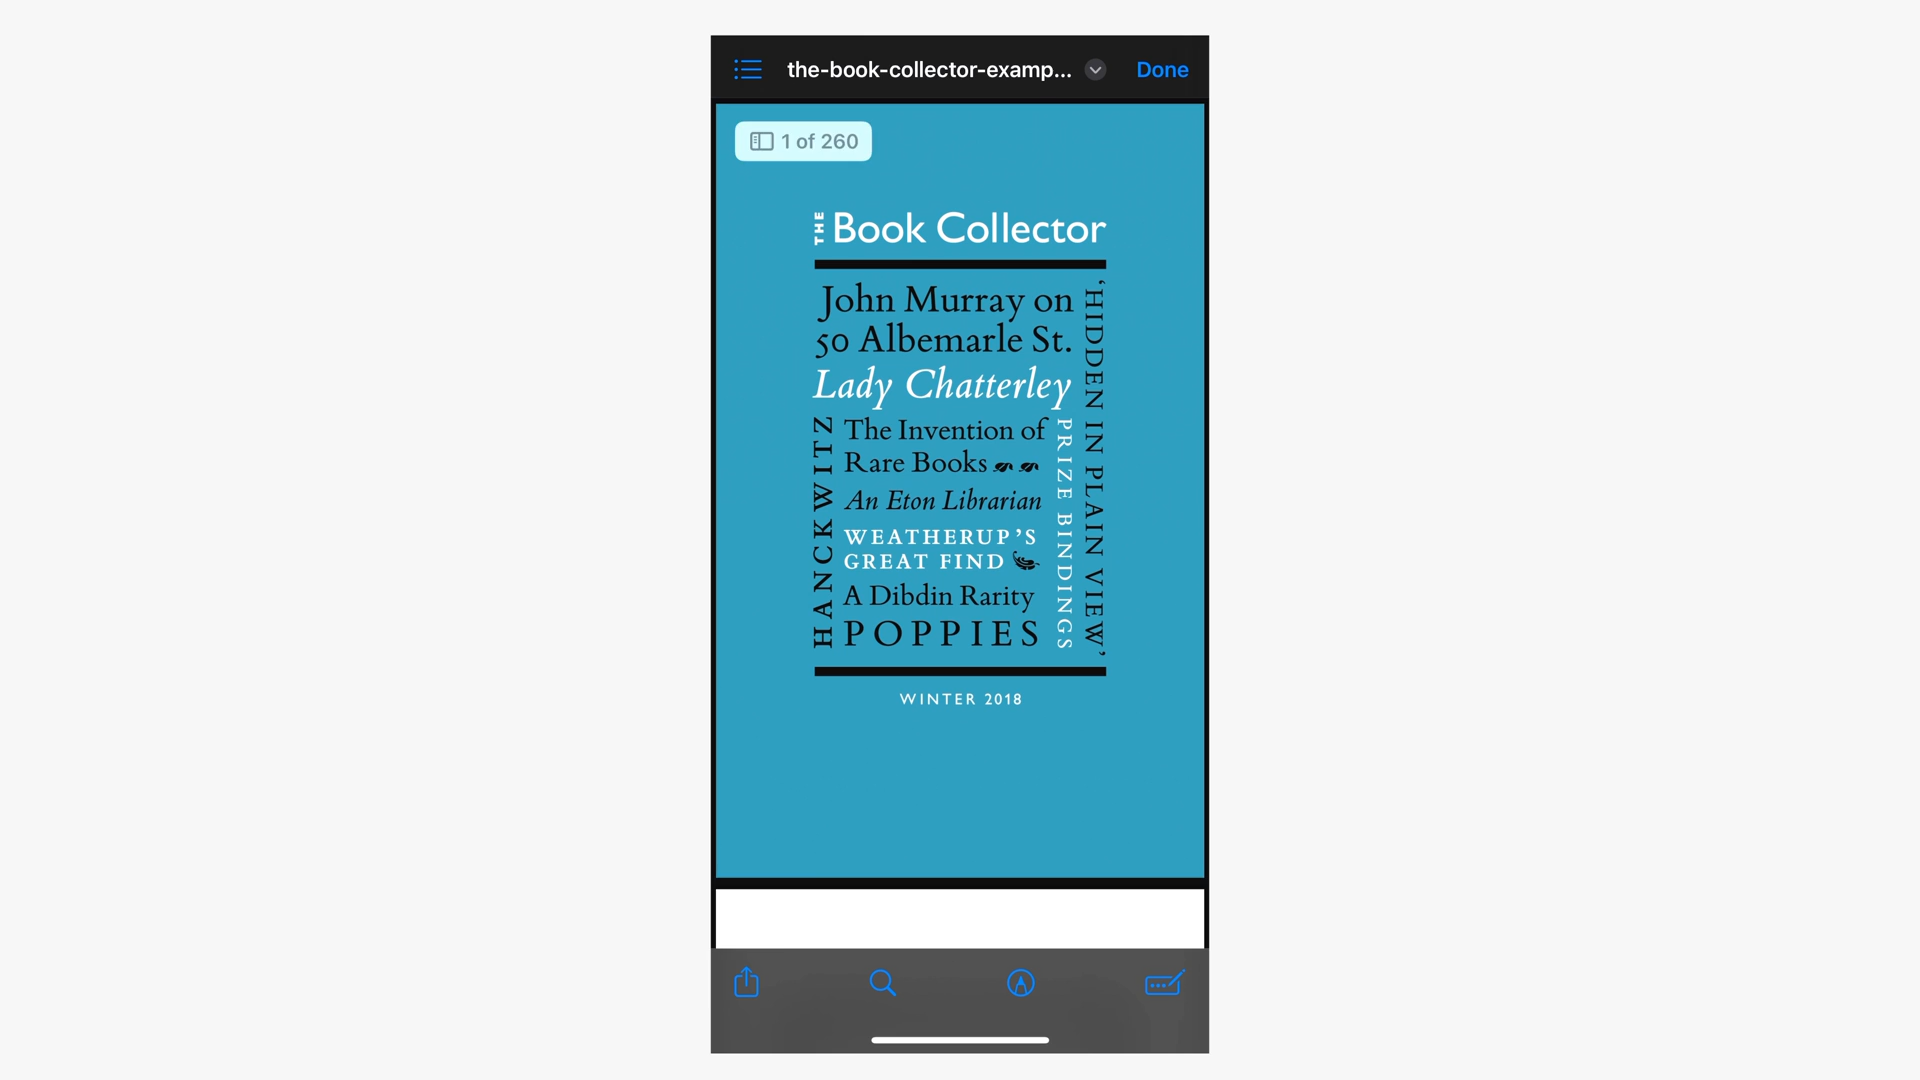 the-book-collector-examp...
Done
1 of 260
THE Book Collector
John Murray on
50 Albemarle St.
Lady Chatterley
'HIDDEN IN PLAIN VIEW'
HANCKWITZ
The Invention of
Rare Books
An Eton Librarian
WEATHERUP'S
GREAT FIND
A Dibdin Rarity
POPPIES
PRIZE BINDINGS
WINTER 2018